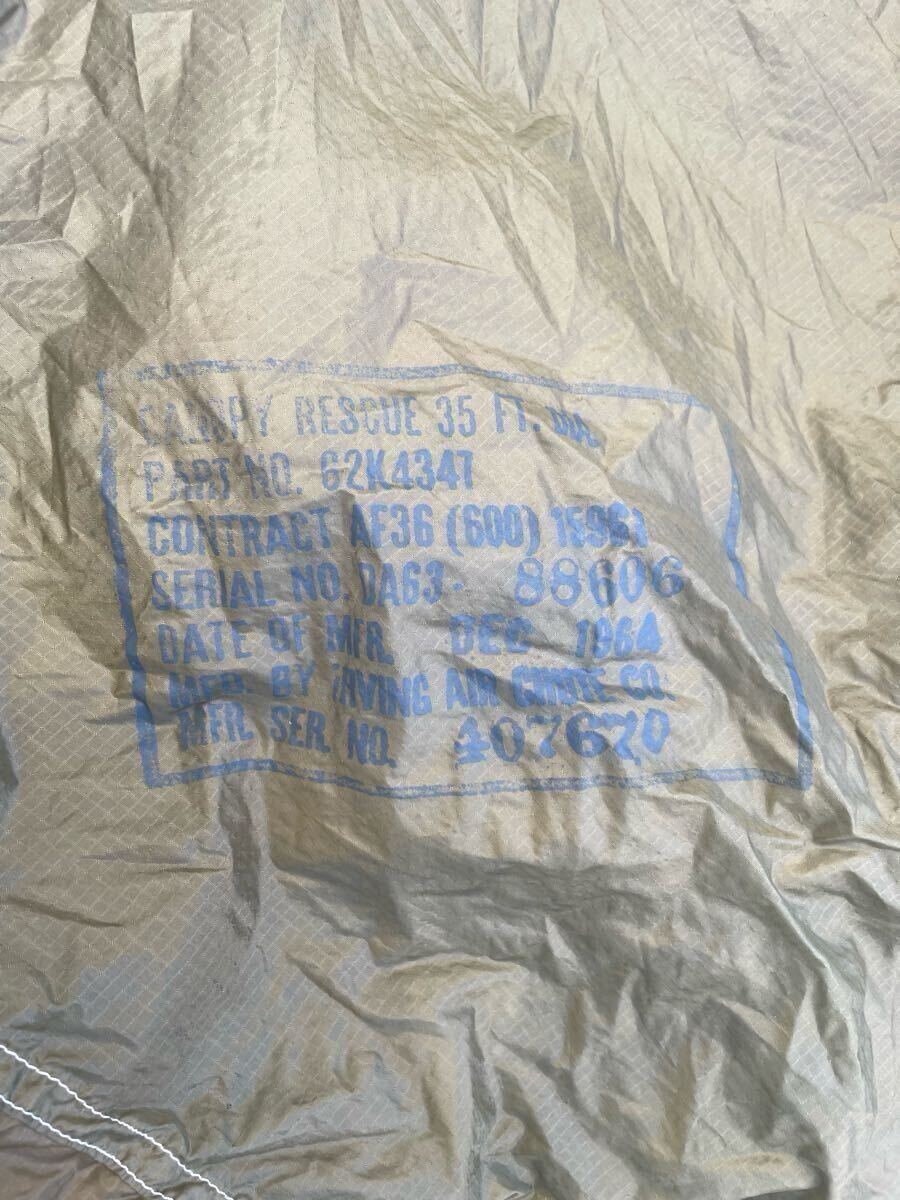 CANOPY RESCUE 35 FT. DIA.
PART NO. 62K4347
CONTRACT AF36 (600) 15961
SERIAL NO. DA63- 88606
DATE OF MFR. DEC 1964
MFD. BY IRVING AIR CHUTE CO.
MFR. SER. NO. 407670